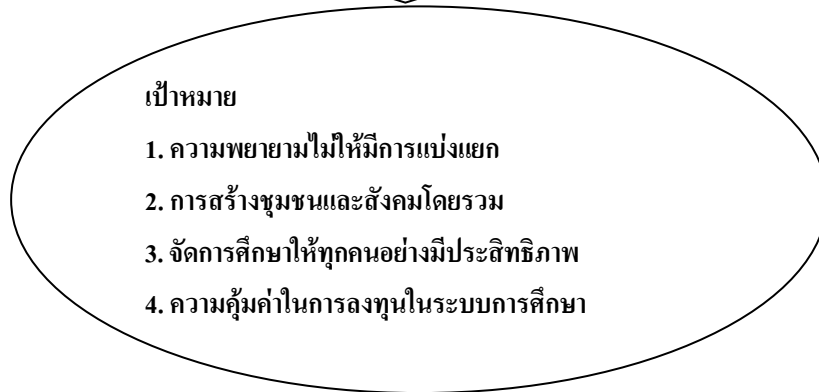 เป้าหมาย
1. ความพยายามไม่ให้มีการแบ่งแยก
2. การสร้างชุมชนและสังคมโดยรวม
3. จัดการศึกษาให้ทุกคนอย่างมีประสิทธิภาพ
4. ความคุ้มค่าในการลงทุนในระบบการศึกษา